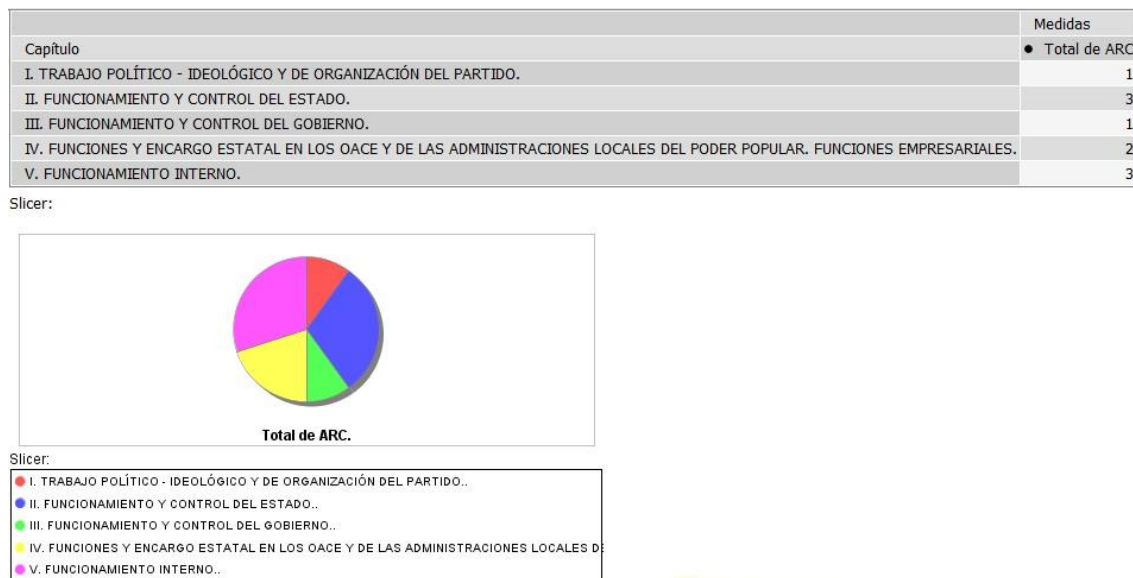 Medidas
Capítulo Total de ARC
I. TRABAJO POLÍTICO - IDEOLÓGICO Y DE ORGANIZACIÓN DEL PARTIDO. 1
II. FUNCIONAMIENTO Y CONTROL DEL ESTADO. 3
III. FUNCIONAMIENTO Y CONTROL DEL GOBIERNO. 1
IV. FUNCIONES Y ENCARGO ESTATAL EN LOS OACE Y DE LAS ADMINISTRACIONES LOCALES DEL PODER POPULAR. FUNCIONES EMPRESARIALES. 2
V. FUNCIONAMIENTO INTERNO. 3
Slicer:
Total de ARC.
Slicer:
I. TRABAJO POLÍTICO - IDEOLÓGICO Y DE ORGANIZACIÓN DEL PARTIDO..
II. FUNCIONAMIENTO Y CONTROL DEL ESTADO..
III. FUNCIONAMIENTO Y CONTROL DEL GOBIERNO..
IV. FUNCIONES Y ENCARGO ESTATAL EN LOS OACE Y DE LAS ADMINISTRACIONES LOCALES
V. FUNCIONAMIENTO INTERNO..